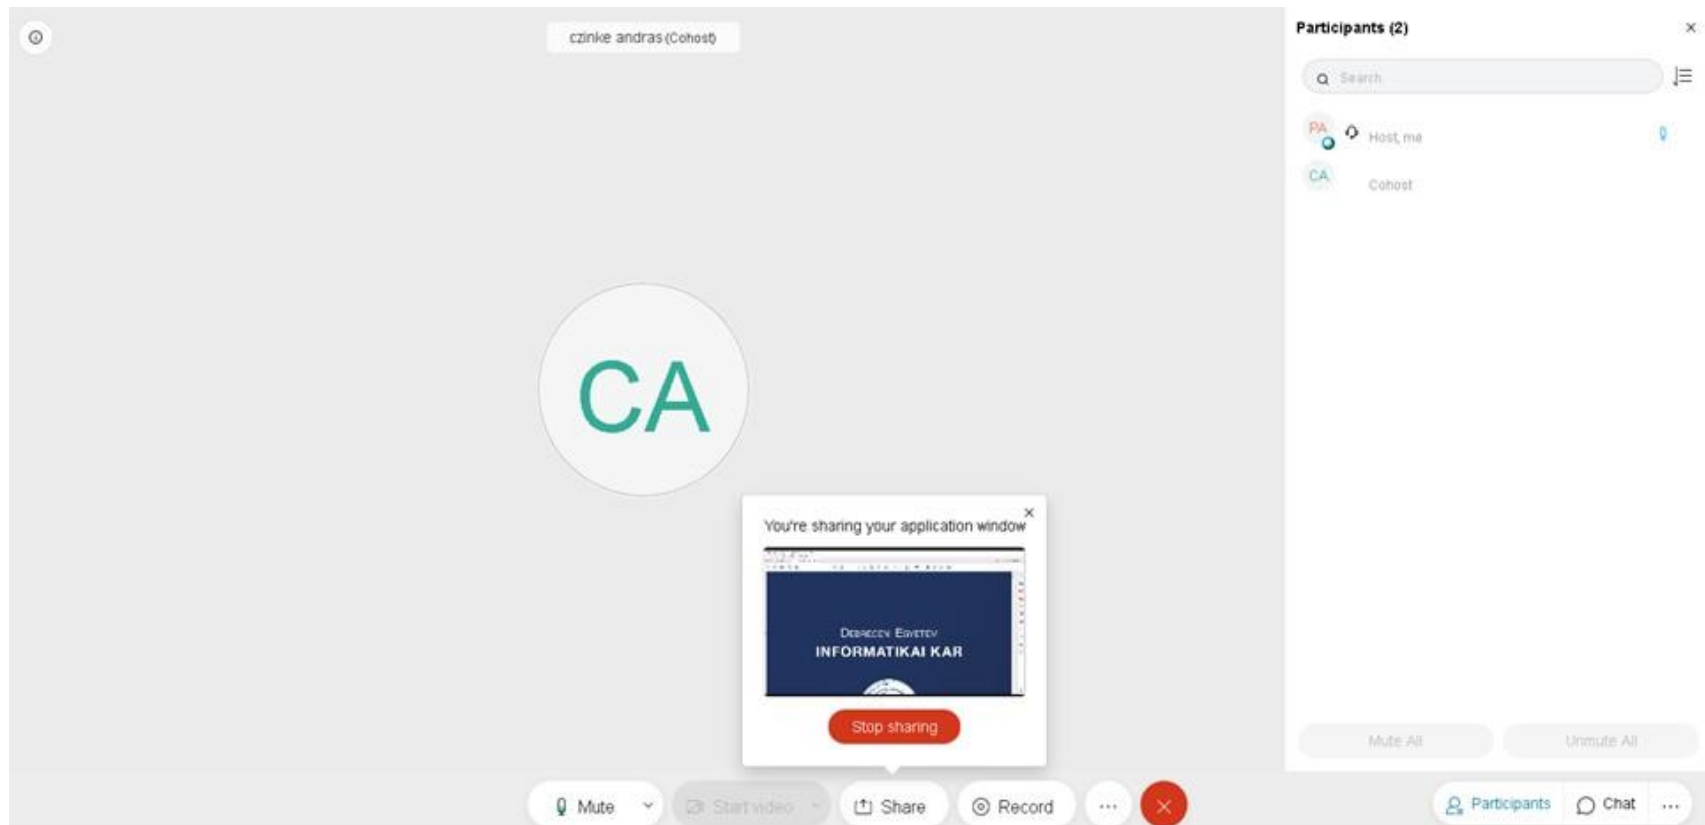 czinke andras (Cohost)
Participants (2)
Search
PA
Host, me
CA
Cohost
CA
You're sharing your application window
INFORMATIKAI KAR
Stop sharing
Mute All
Unmute All
Mute
Start video
Share
Record
Participants
Chat